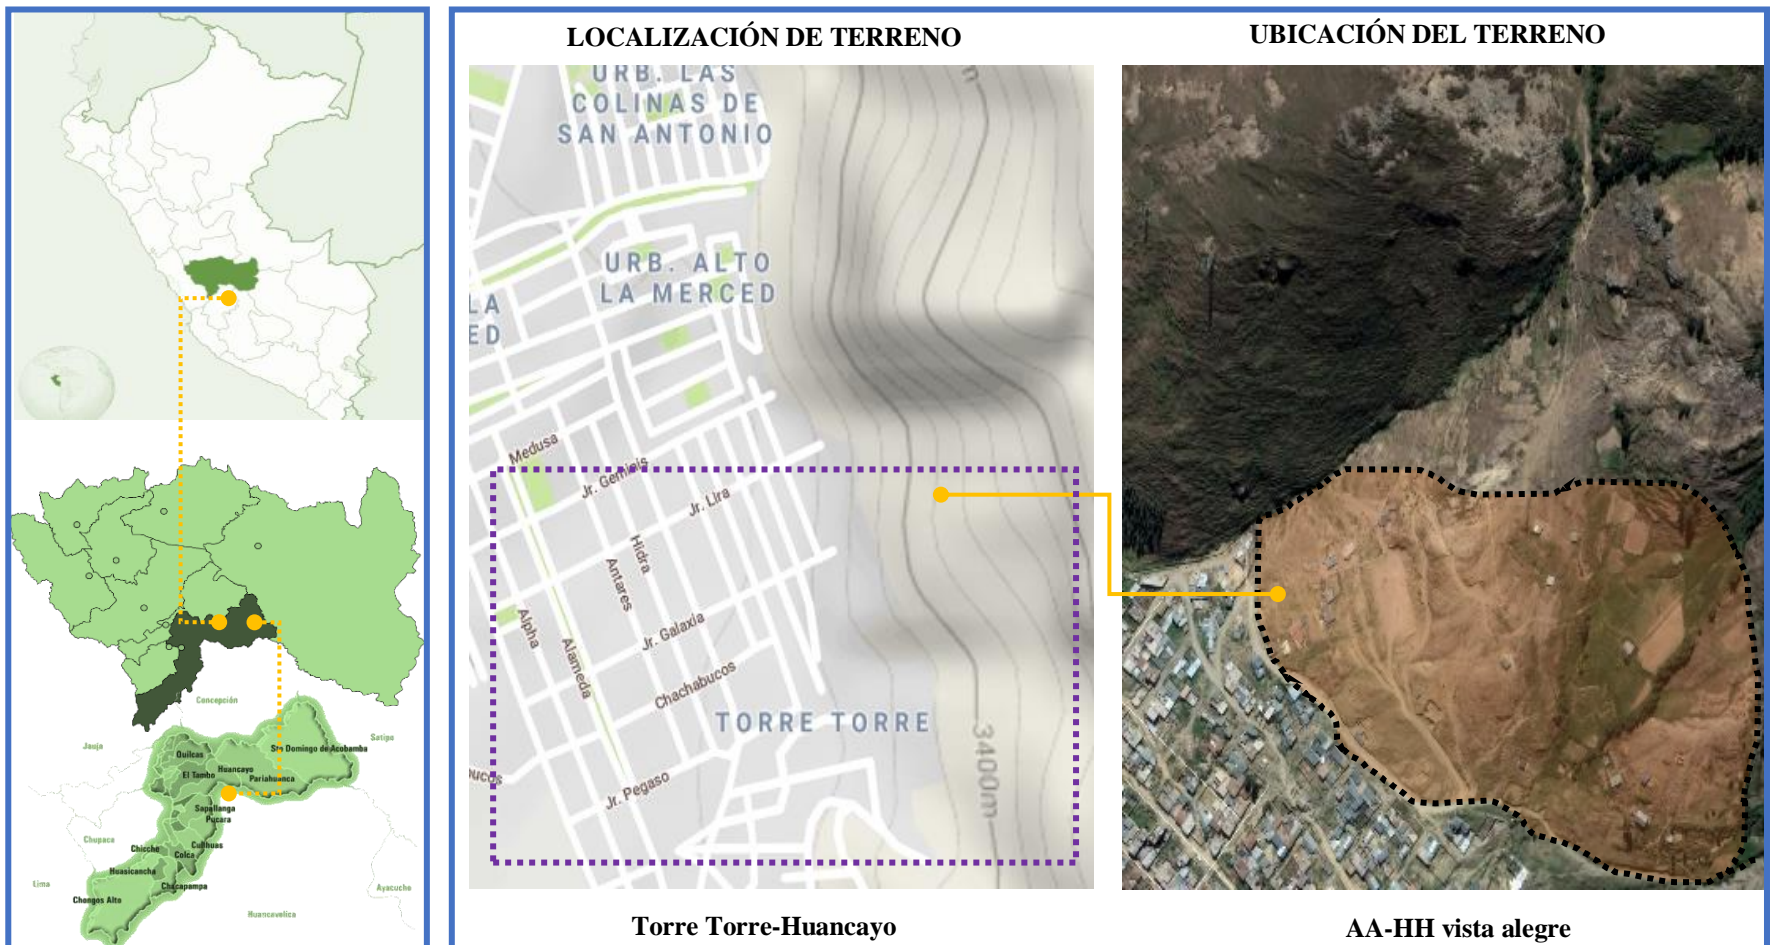 LOCALIZACIÓN DE TERRENO
UBICACIÓN DEL TERRENO
URB. LAS
COLINAS DE
SAN ANTONIO
URB. ALTO
LA MERCED
LA
ED
Medusa
Jr. Geminis
Jr. Lira
Hidra
Antares
Alpha
Alameda
Jr. Galaxia
Chachabucos
TORRE TORRE
Jr. Pegaso
ucos
3400m
m
Concepción
Satipo
Jauja
Quilcas
Sto Domingo de Acobamba
El Tambo
Huancayo
Pariahuanca
Sapallanga
Pucara
Chupaca
Chicche
Cullhuas
Colca
Huasicancha
Chacapampa
Chongos Alto
Lima
Ayacucho
Huancavelica
Torre Torre-Huancayo
AA-HH vista alegre